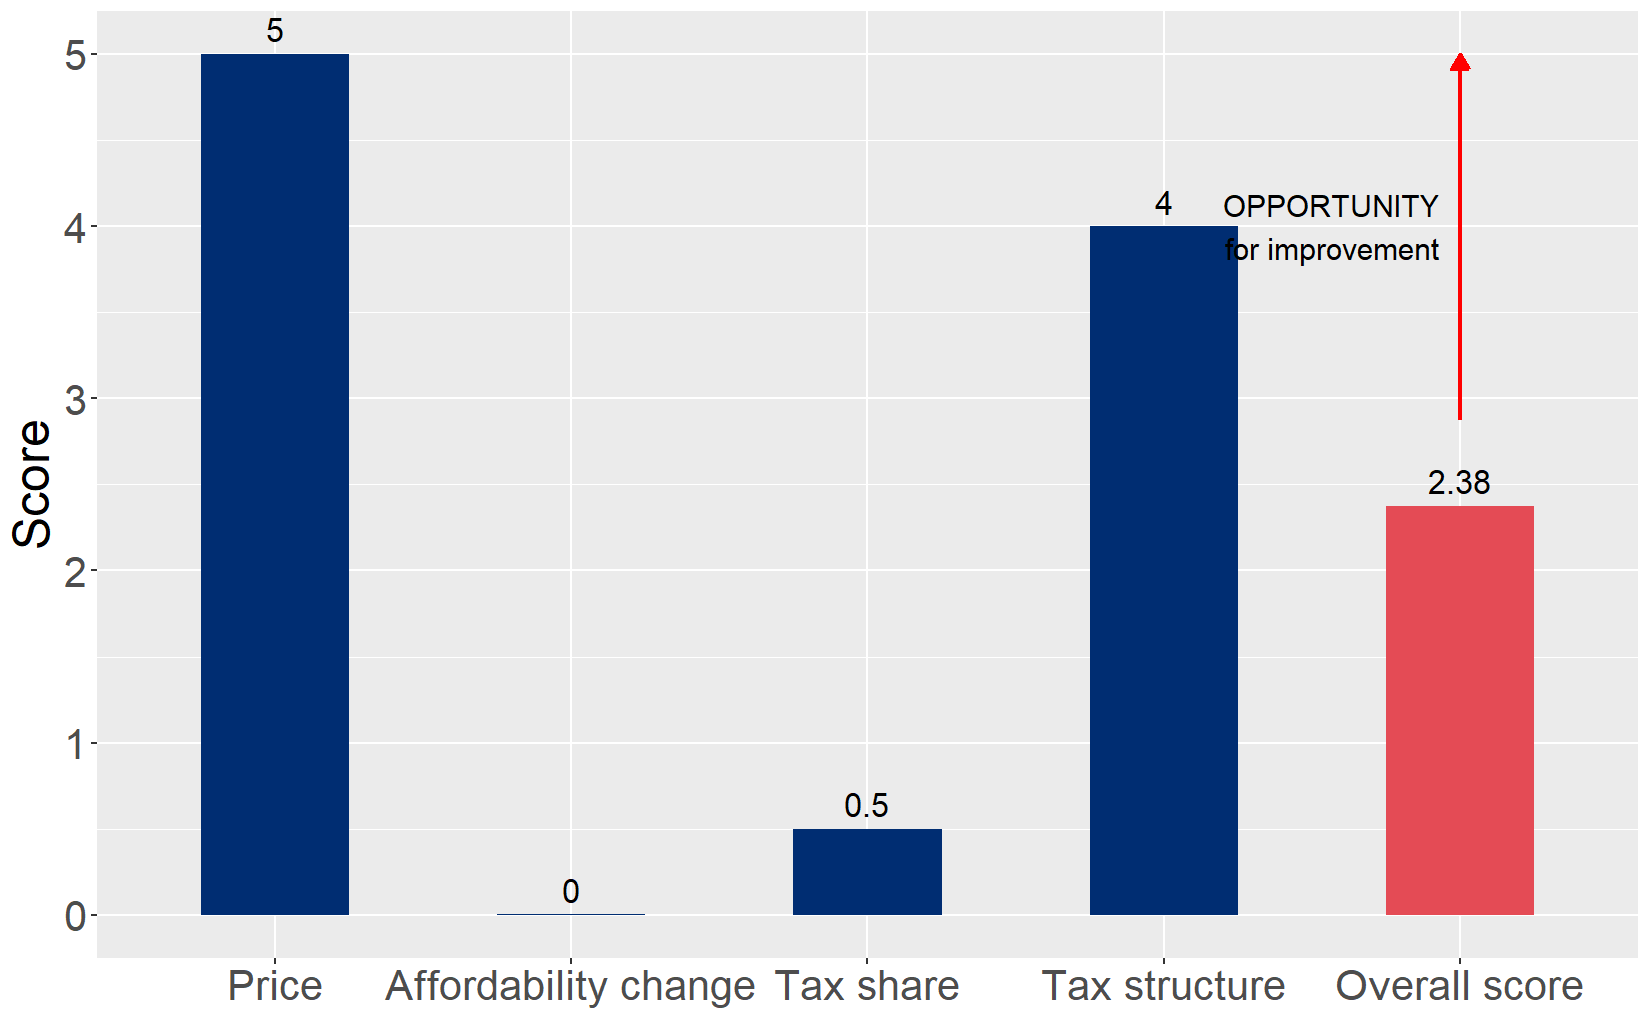 5
5
4
OPPORTUNITY
4
for improvement
3
Score
2.38
2
1
0.5
0
0
Price
Affordability change
Tax share
Tax structure
Overall score